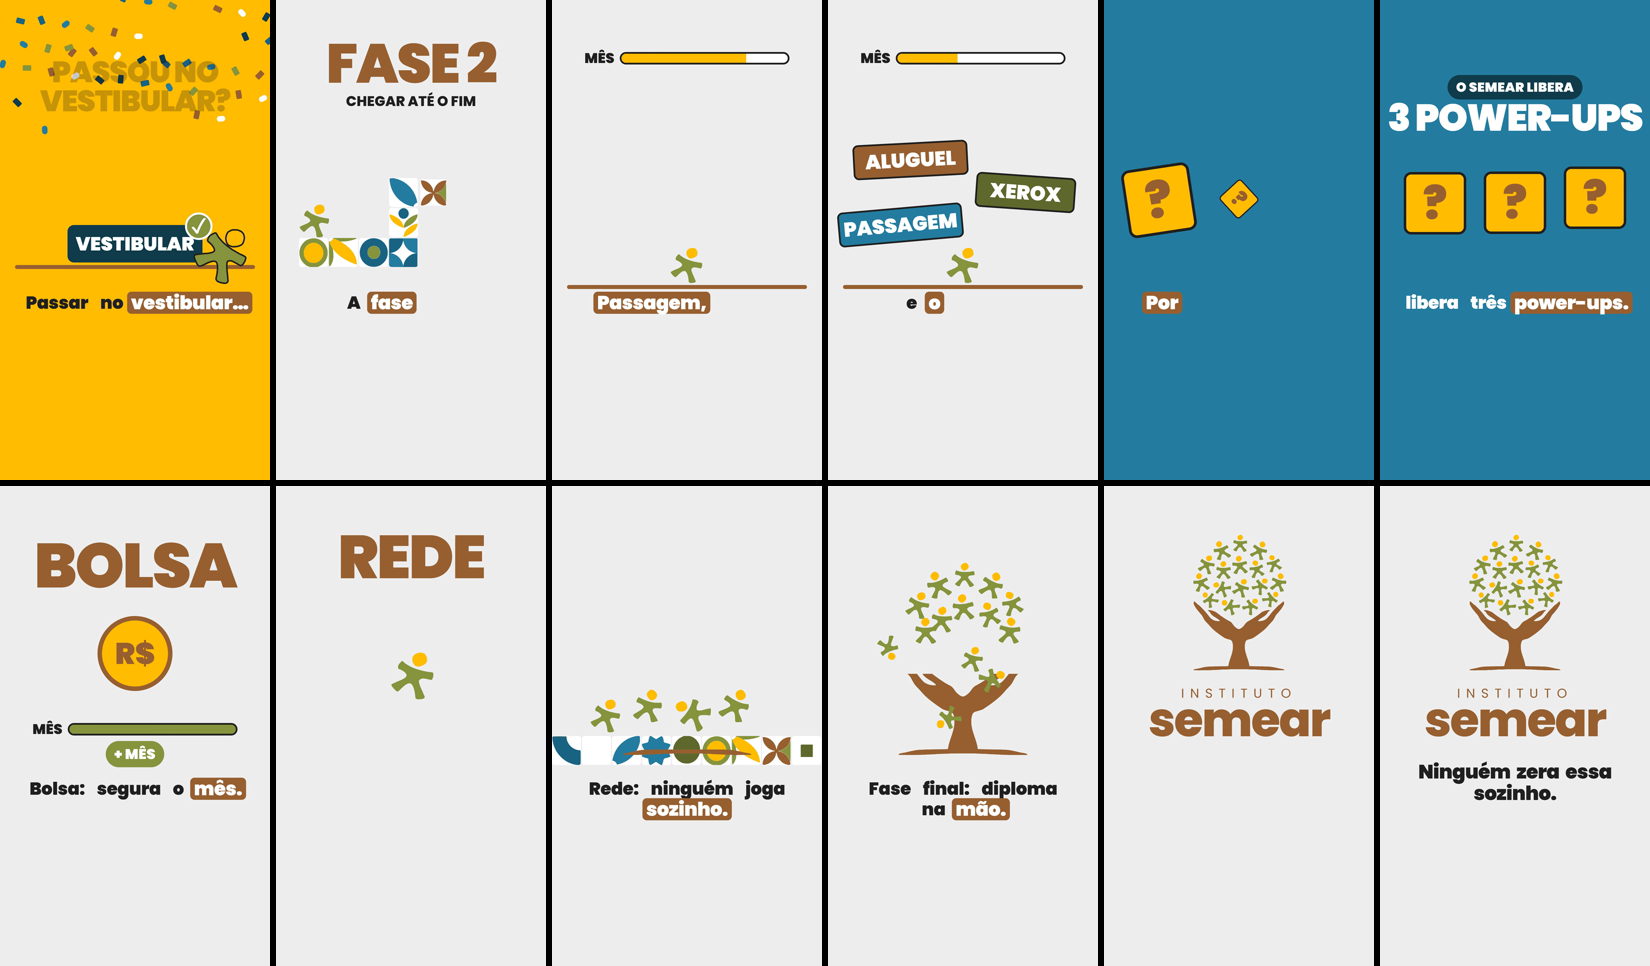 PASSOU NO
VESTIBULAR?
VESTIBULAR
Passar no vestibular...
FASE 2
CHEGAR ATÉ O FIM
A fase
MÊS
Passagem,
MÊS
ALUGUEL
XEROX
PASSAGEM
e o
?
?
Por
O SEMEAR LIBERA
3 POWER-UPS
? ? ?
libera três power-ups.
BOLSA
R$
MÊS
+ MÊS
Bolsa: segura o mês.
REDE
Rede: ninguém joga
sozinho.
Fase final: diploma
na mão.
INSTITUTO
semear
INSTITUTO
semear
Ninguém zera essa
sozinho.